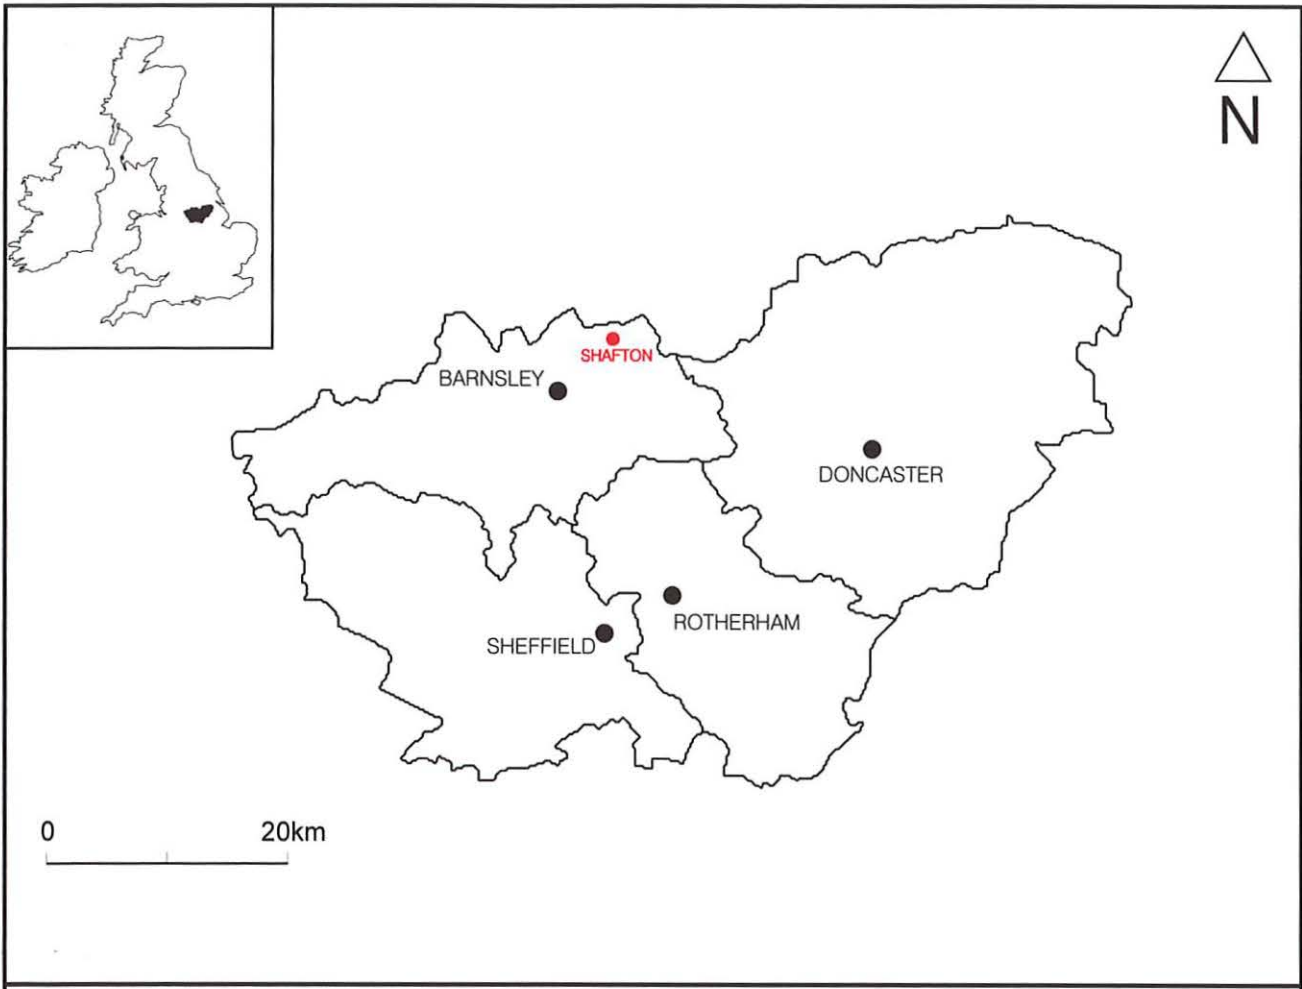 N
SHAFTON
BARNSLEY
DONCASTER
ROTHERHAM
SHEFFIELD
0 20km